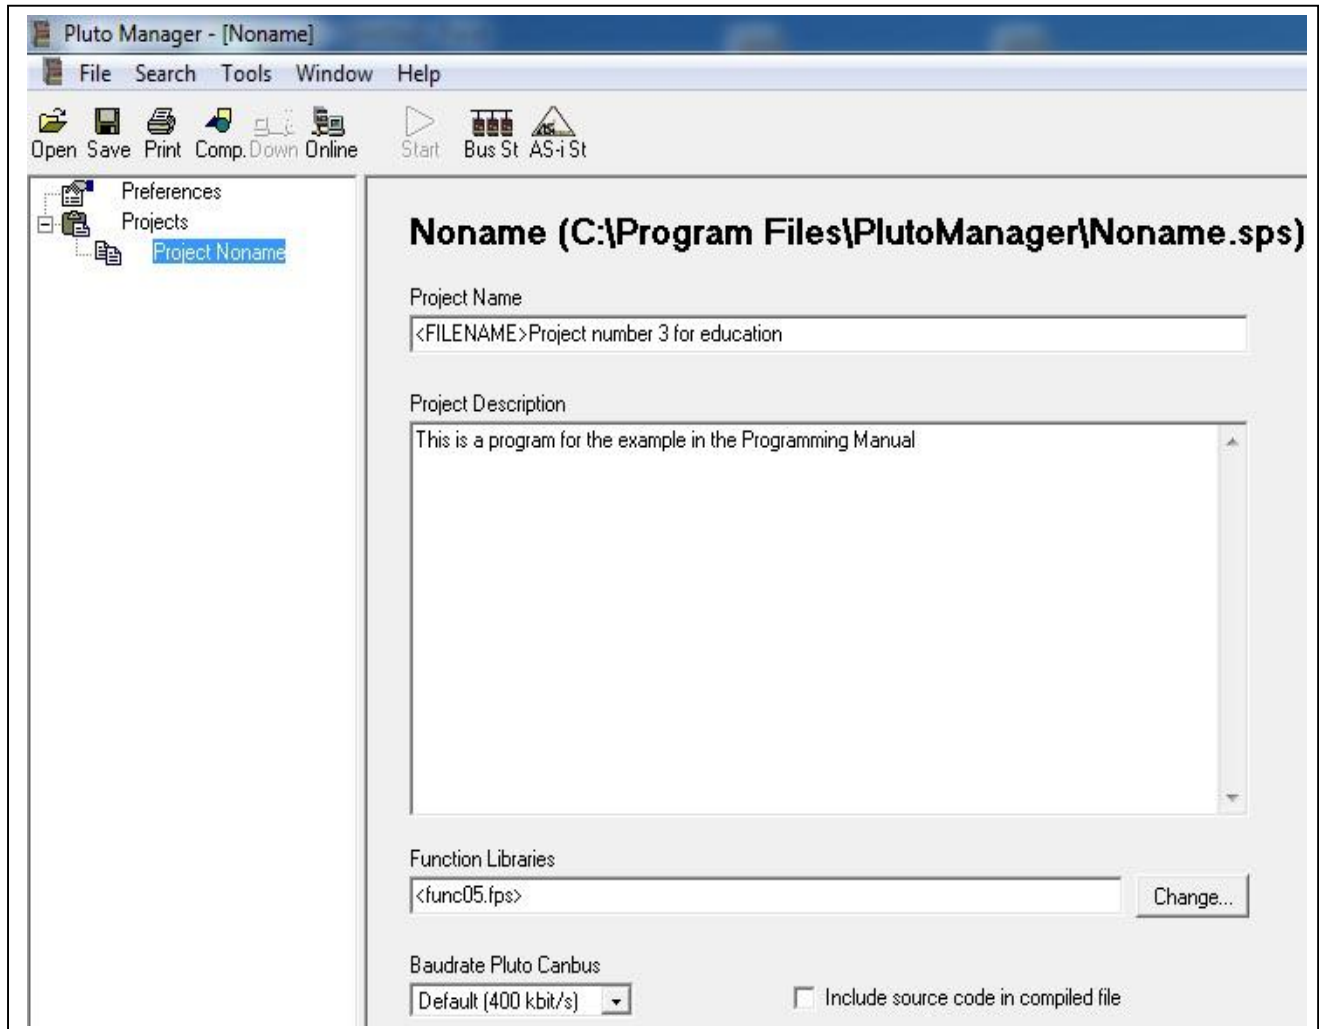 Pluto Manager - [Noname]
File Search Tools Window Help
Open Save Print Comp. Down Online Start Bus St AS-i St
Preferences
Projects
Project Noname
Noname (C:\Program Files\PlutoManager\Noname.sps)
Project Name
<FILENAME>Project number 3 for education
Project Description
This is a program for the example in the Programming Manual
Function Libraries
<func05.fps>
Change...
Baudrate Pluto Canbus
Default (400 kbit/s)
Include source code in compiled file